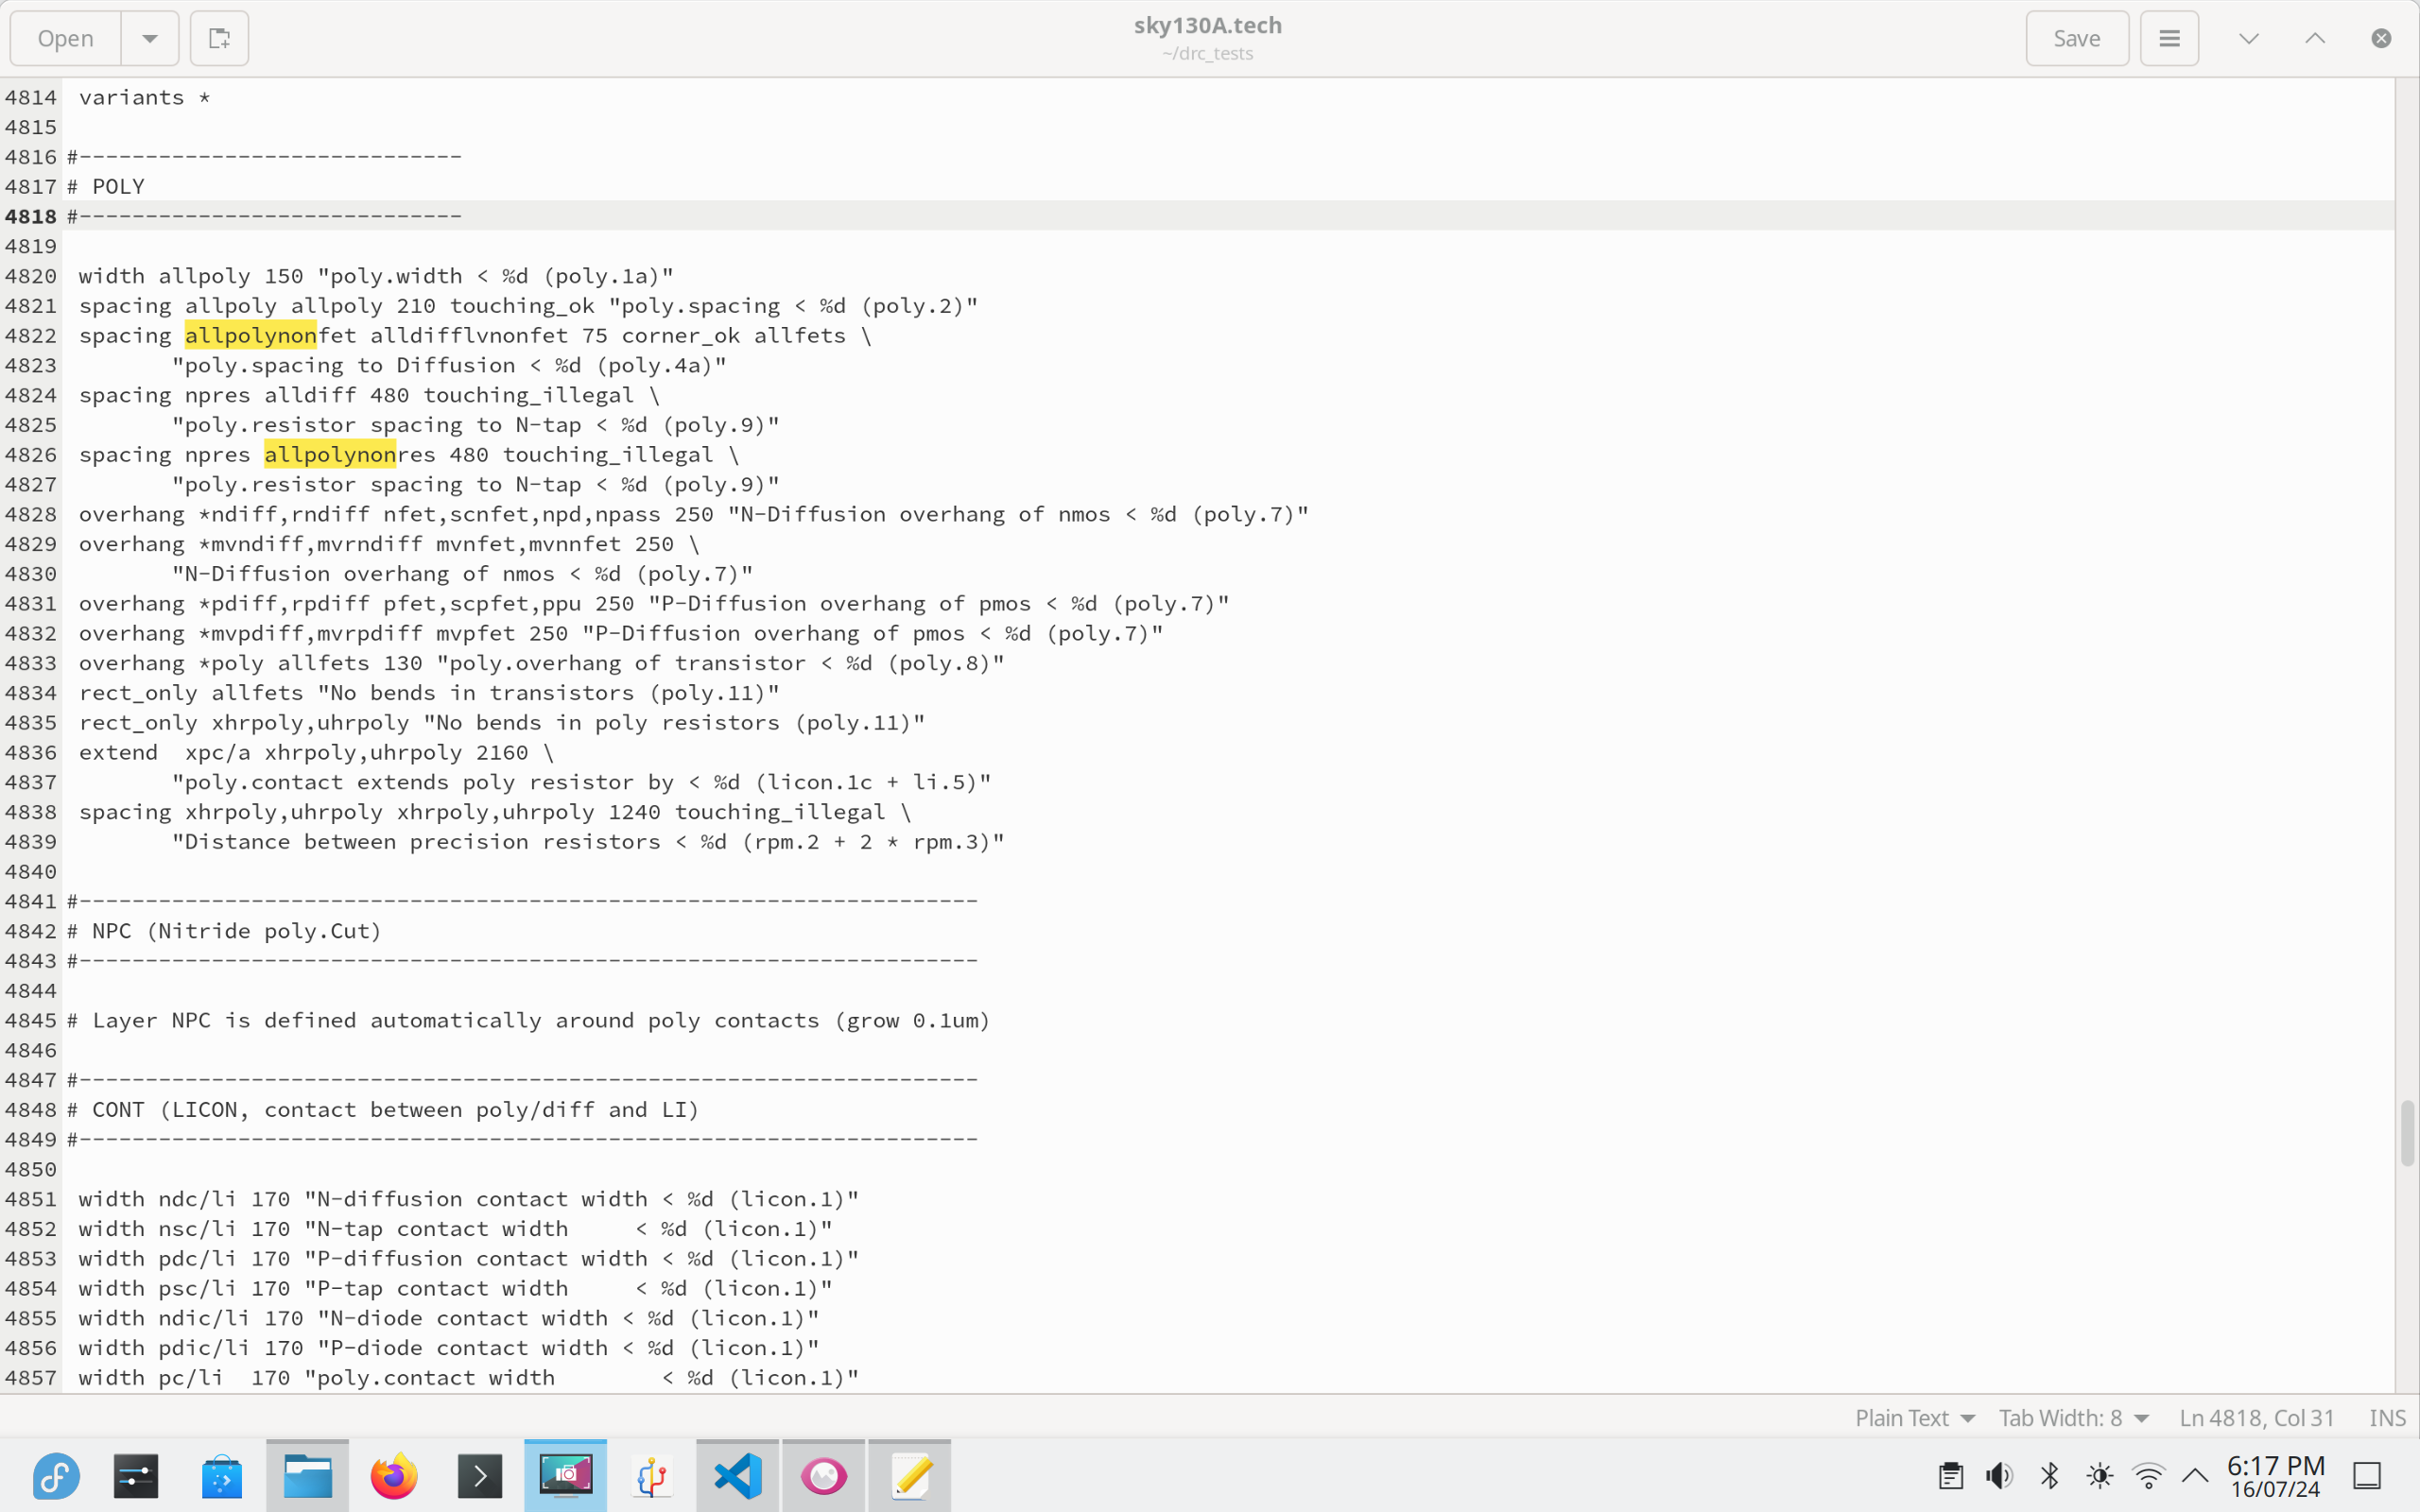 Open
sky130A.tech
~/drc_tests
Save
4814 variants *
4815
4816 #-----------------------------
4817 # POLY
4818 #-----------------------------
4819
4820 width allpoly 150 "poly.width < %d (poly.1a)"
4821 spacing allpoly allpoly 210 touching_ok "poly.spacing < %d (poly.2)"
4822 spacing allpolynonfet alldifflvnonfet 75 corner_ok allfets \
4823 "poly.spacing to Diffusion < %d (poly.4a)"
4824 spacing npres alldiff 480 touching_illegal \
4825 "poly.resistor spacing to N-tap < %d (poly.9)"
4826 spacing npres allpolynonres 480 touching_illegal \
4827 "poly.resistor spacing to N-tap < %d (poly.9)"
4828 overhang *ndiff,rndiff nfet,scnfet,npd,npass 250 "N-Diffusion overhang of nmos < %d (poly.7)"
4829 overhang *mvndiff,mvrndiff mvnfet,mvnnfet 250 \
4830 "N-Diffusion overhang of nmos < %d (poly.7)"
4831 overhang *pdiff,rpdiff pfet,scpfet,ppu 250 "P-Diffusion overhang of pmos < %d (poly.7)"
4832 overhang *mvpdiff,mvrpdiff mvpfet 250 "P-Diffusion overhang of pmos < %d (poly.7)"
4833 overhang *poly allfets 130 "poly.overhang of transistor < %d (poly.8)"
4834 rect_only allfets "No bends in transistors (poly.11)"
4835 rect_only xhrpoly,uhrpoly "No bends in poly resistors (poly.11)"
4836 extend  xpc/a xhrpoly,uhrpoly 2160 \
4837 "poly.contact extends poly resistor by < %d (licon.1c + li.5)"
4838 spacing xhrpoly,uhrpoly xhrpoly,uhrpoly 1240 touching_illegal \
4839 "Distance between precision resistors < %d (rpm.2 + 2 * rpm.3)"
4840
4841 #--------------------------------------------------------------------
4842 # NPC (Nitride poly.Cut)
4843 #--------------------------------------------------------------------
4844
4845 # Layer NPC is defined automatically around poly contacts (grow 0.1um)
4846
4847 #--------------------------------------------------------------------
4848 # CONT (LICON, contact between poly/diff and LI)
4849 #--------------------------------------------------------------------
4850
4851 width ndc/li 170 "N-diffusion contact width < %d (licon.1)"
4852 width nsc/li 170 "N-tap contact width     < %d (licon.1)"
4853 width pdc/li 170 "P-diffusion contact width < %d (licon.1)"
4854 width psc/li 170 "P-tap contact width     < %d (licon.1)"
4855 width ndic/li 170 "N-diode contact width < %d (licon.1)"
4856 width pdic/li 170 "P-diode contact width < %d (licon.1)"
4857 width pc/li  170 "poly.contact width        < %d (licon.1)"
Plain Text Tab Width: 8 Ln 4818, Col 31 INS
6:17 PM
16/07/24